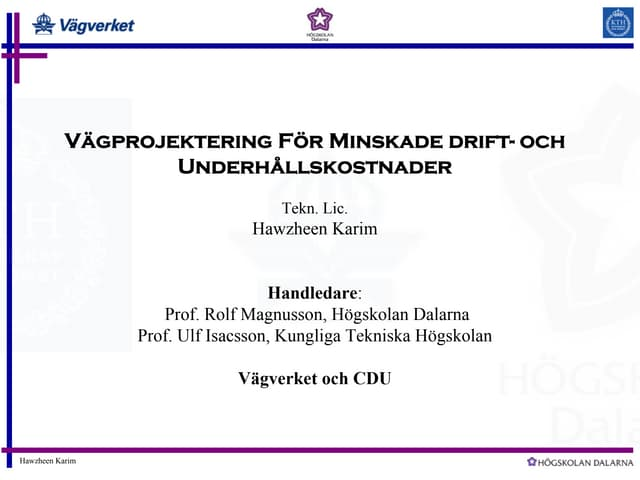 Vägverket
HÖGSKOLAN
Dalarna
KTH
VÄGPROJEKTERING FÖR MINSKADE DRIFT- OCH
UNDERHÅLLSKOSTNADER
Tekn. Lic.
Hawzheen Karim
Handledare:
Prof. Rolf Magnusson, Högskolan Dalarna
Prof. Ulf Isacsson, Kungliga Tekniska Högskolan
Vägverket och CDU
Hawzheen Karim
HÖGSKOLAN DALARNA